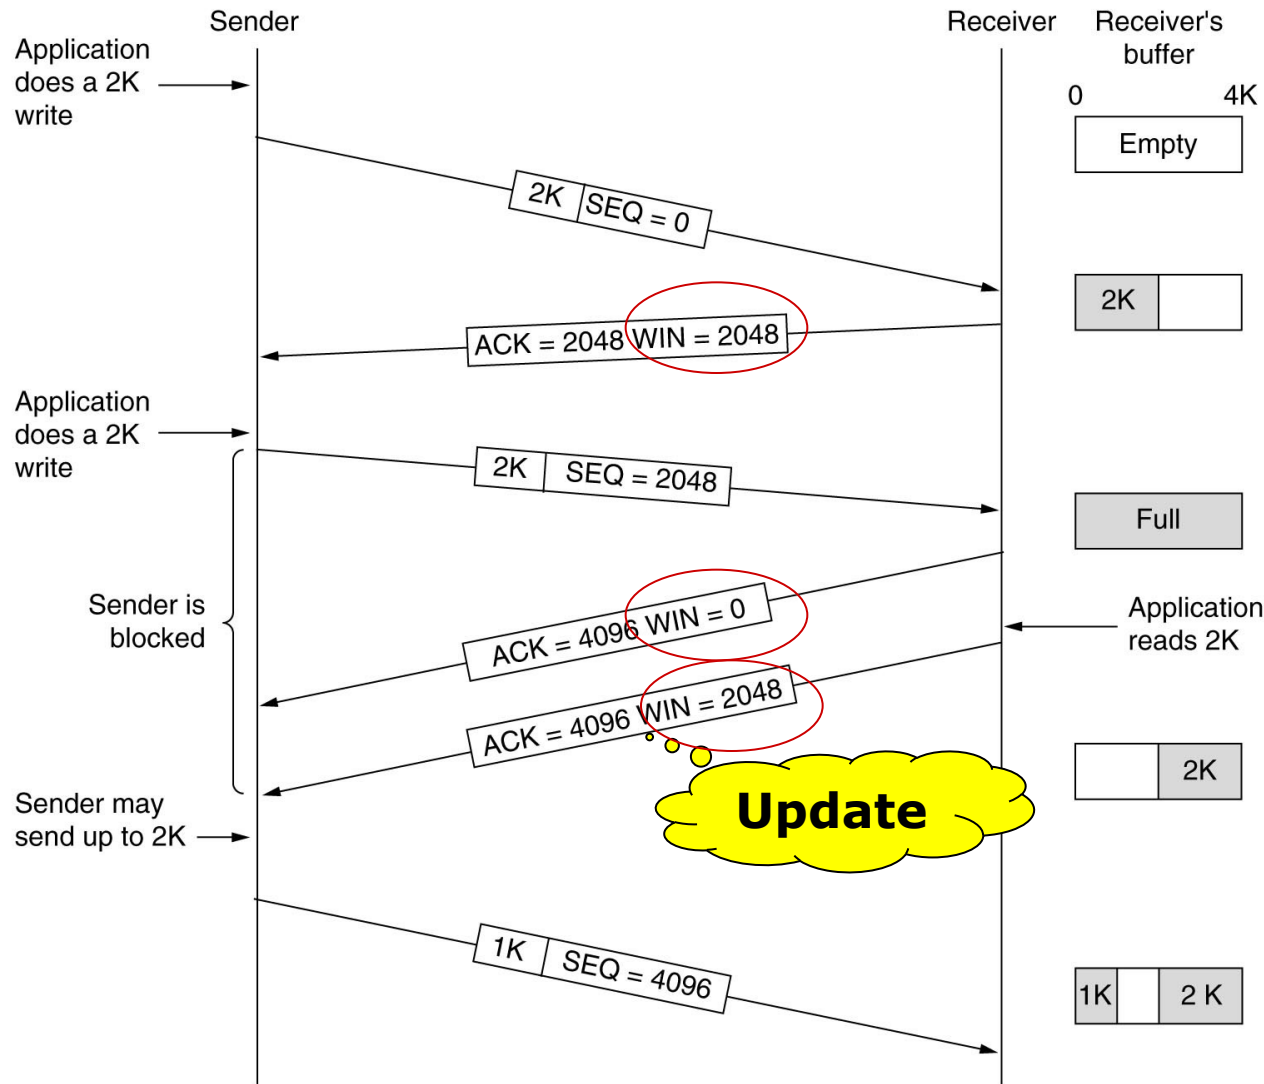 Sender
Receiver
Receiver's
buffer
Application
does a 2K
write
0 4K
Empty
2K SEQ = 0
2K
ACK = 2048 WIN = 2048
Application
does a 2K
write
2K SEQ = 2048
Full
Sender is
blocked
ACK = 4096 WIN = 0
Application
reads 2K
ACK = 4096 WIN = 2048
2K
Update
Sender may
send up to 2K
1K SEQ = 4096
1K 2 K